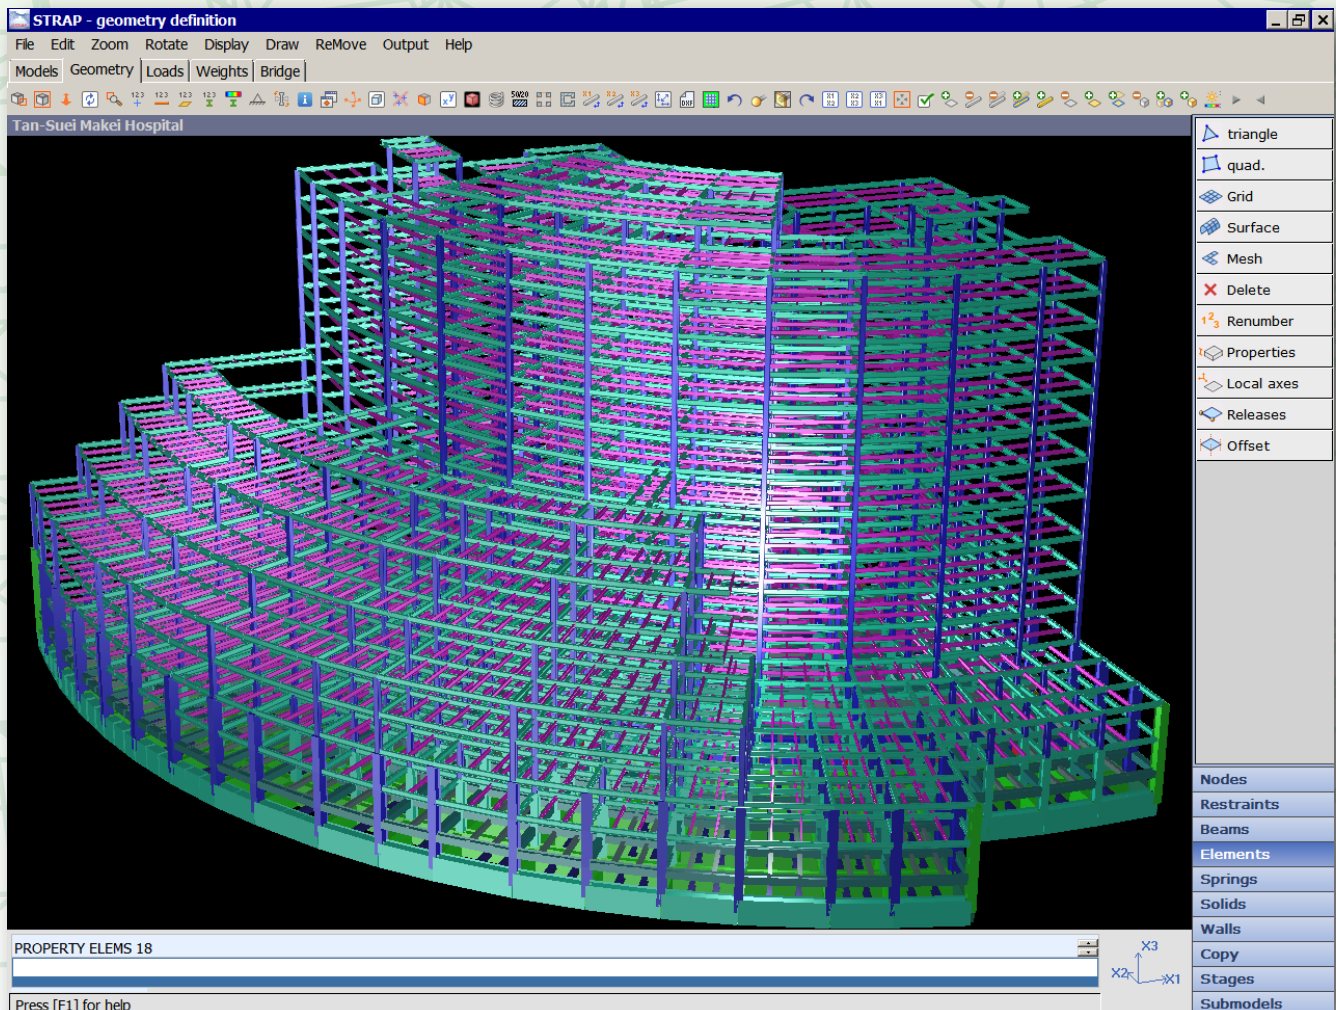 STRAP - geometry definition
File Edit Zoom Rotate Display Draw ReMove Output Help
Models Geometry Loads Weights Bridge
Tan-Suei Makei Hospital
triangle
quad.
Grid
Surface
Mesh
Delete
Renumber
Properties
Local axes
Releases
Offset
Nodes
Restraints
Beams
Elements
Springs
Solids
Walls
Copy
Stages
Submodels
PROPERTY ELEMS 18
X3
X2 X1
Press [F1] for help